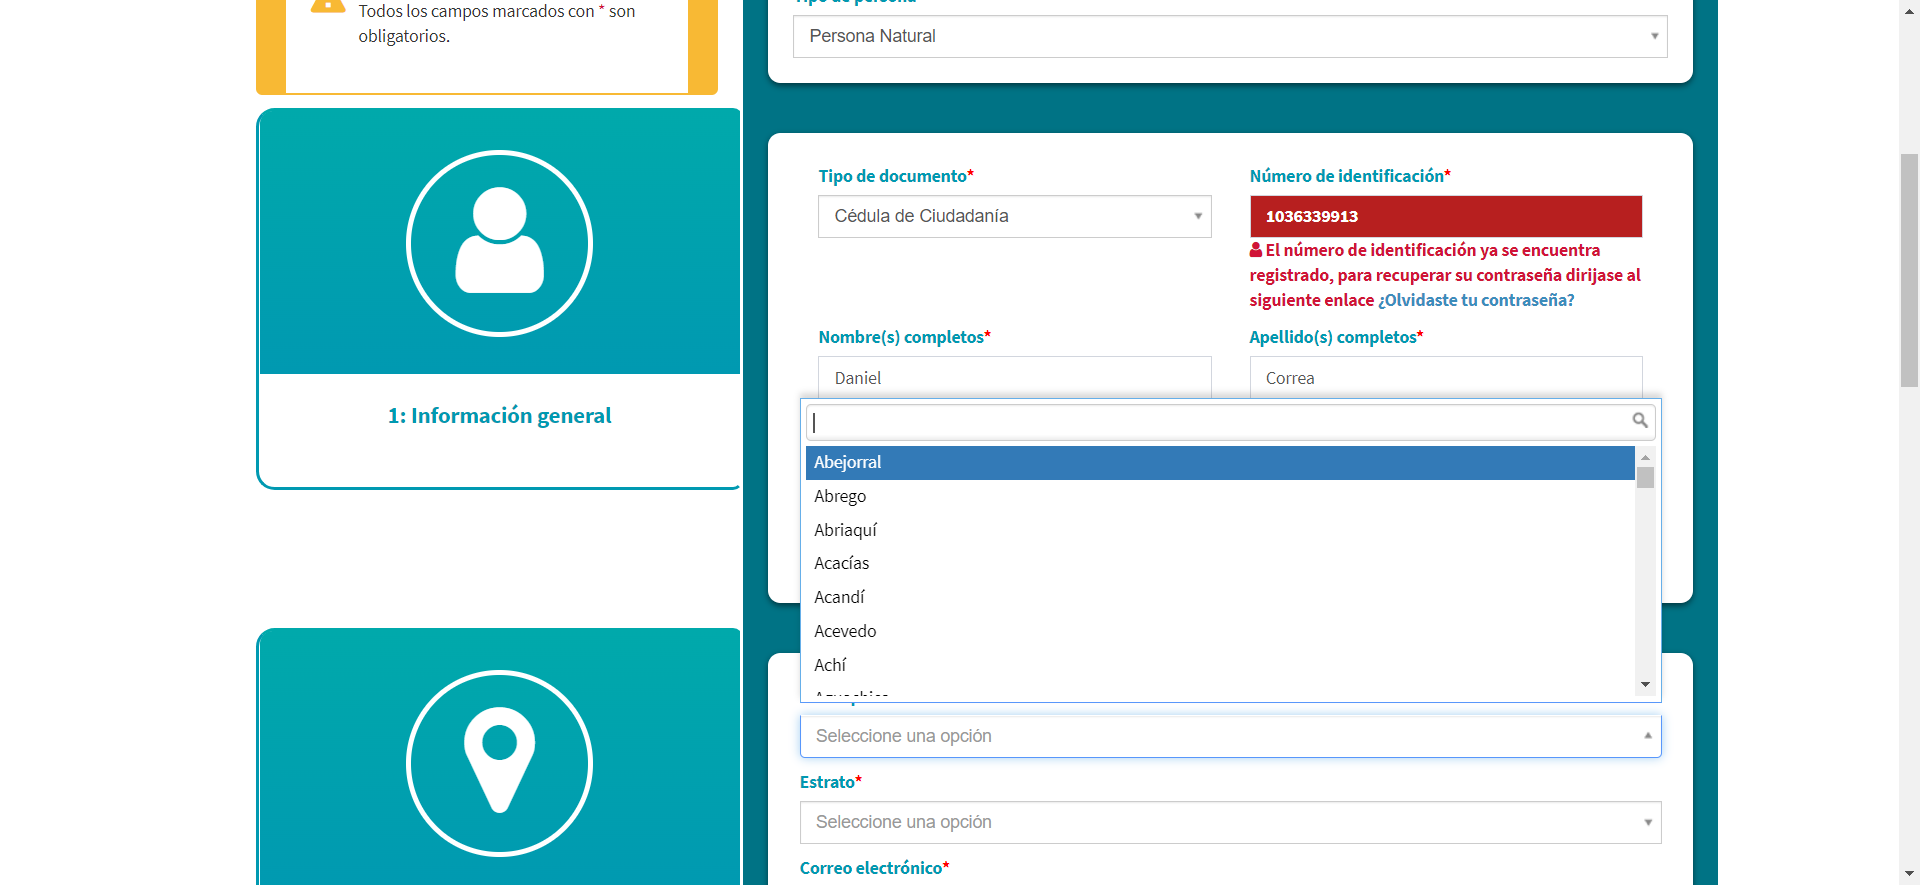 Todos los campos marcados con * son
obligatorios.
Tipo de persona
Persona Natural
1: Información general
Tipo de documento*
Cédula de Ciudadanía
Número de identificación*
1036339913
El número de identificación ya se encuentra
registrado, para recuperar su contraseña dirijase al
siguiente enlace ¿Olvidaste tu contraseña?
Nombre(s) completos*
Daniel
Apellido(s) completos*
Correa
Abejorral
Abrego
Abriaquí
Acacías
Acandí
Acevedo
Achí
Seleccione una opción
Estrato*
Seleccione una opción
Correo electrónico*